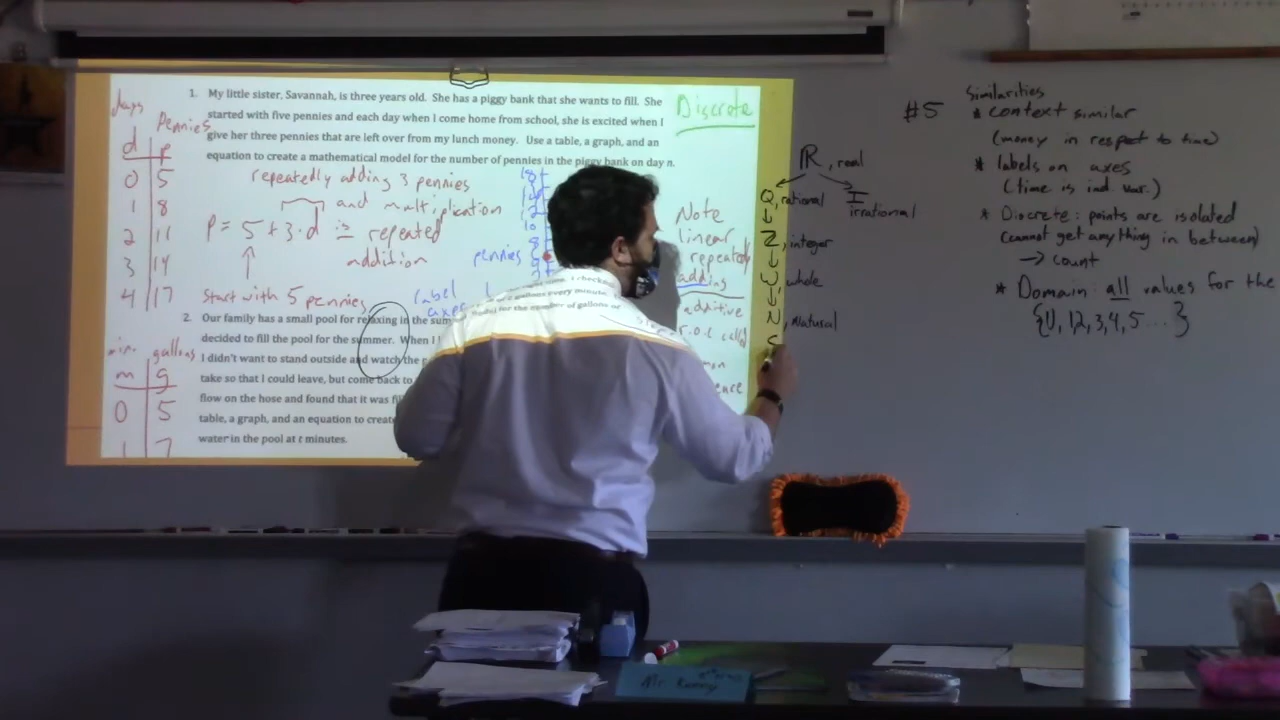 1. My little sister, Savannah, is three years old. She has a piggy bank that she wants to fill. She
started with five pennies and each day when I come home from school, she is excited when I
give her three pennies that are left over from my lunch money. Use a table, a graph, and an
equation to create a mathematical model for the number of pennies in the piggy bank on day n.
Discrete
days
Pennies
d p
0 5
1 8
2 11
3 14
4 17
repeatedly adding 3 pennies
and multiplication
P = 5 + 3·d is repeated
addition
start with 5 pennies
pennies
label
axes
10
8
Note
linear
repeatedly
adding
additive
r.o.c. called
2. Our family has a small pool for relaxing in the sum
decided to fill the pool for the summer. When I
I didn't want to stand outside and watch the
take so that I could leave, but come back to
flow on the hose and found that it was
table, a graph, and an equation to create
water in the pool at t minutes.
min. gallons
m g
0 5
1 7
ℝ, real
Q, rational
I
irrational
Z, integer
W, whole
N, Natural
#5
Similarities
* context similar
(money in respect to time)
* labels on axes
(time is ind. var.)
* Discrete: points are isolated
(cannot get anything in between)
→ count
* Domain: all values for the
{0, 1,2,3,4,5...}
Mr